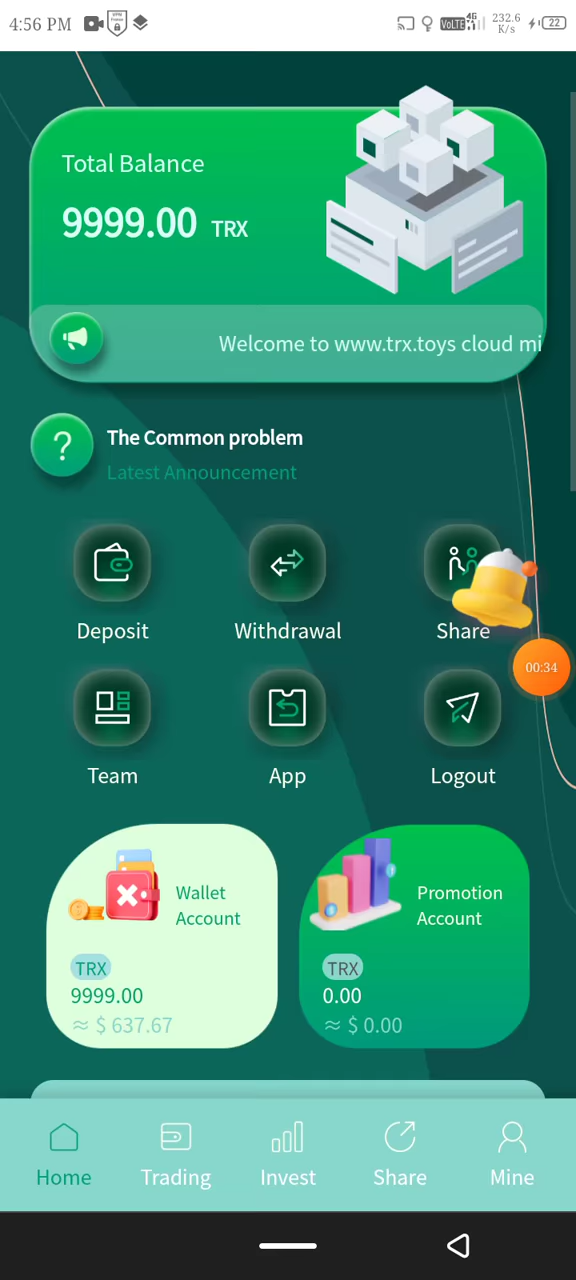 4:56 PM
VoLTE 4G 232.6 K/s 22
Total Balance
9999.00 TRX
Welcome to www.trx.toys cloud mi
?
The Common problem
Latest Announcement
Deposit Withdrawal Share
00:34
Team App Logout
Wallet
Account
TRX
9999.00
≈ $ 637.67
Promotion
Account
TRX
0.00
≈ $ 0.00
Home Trading Invest Share Mine